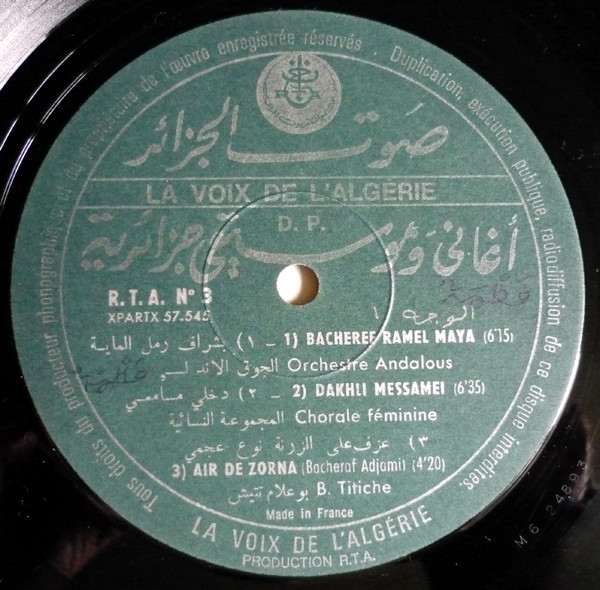 Tous droits du producteur phonographique et du propriétaire de l'œuvre enregistrée réservés. Duplication, exécution publique, radiodiffusion de ce disque interdites.
صوت الجزائر
LA VOIX DE L'ALGÉRIE
D. P.
أغاني وموسيقى جزائرية
R. T. A. N° 3
XPARTX 57.545
الوجه ١
1) BACHEREF RAMEL MAYA (6'15) - ١) بشراف رمل الماية
Orchestre Andalous الجوق الاندلسي
2) DAKHLI MESSAMEI (6'35) - ٢) دخلي مسامعي
Chorale féminine المجموعة النسائية
٣) عزف على الزرنة نوع عجمي
3) AIR DE ZORNA (Bacheraf Adjami) (4'20)
B. Titiche بوعلام تتيش
Made in France
LA VOIX DE L'ALGÉRIE
PRODUCTION R.T.A.
M6 24893